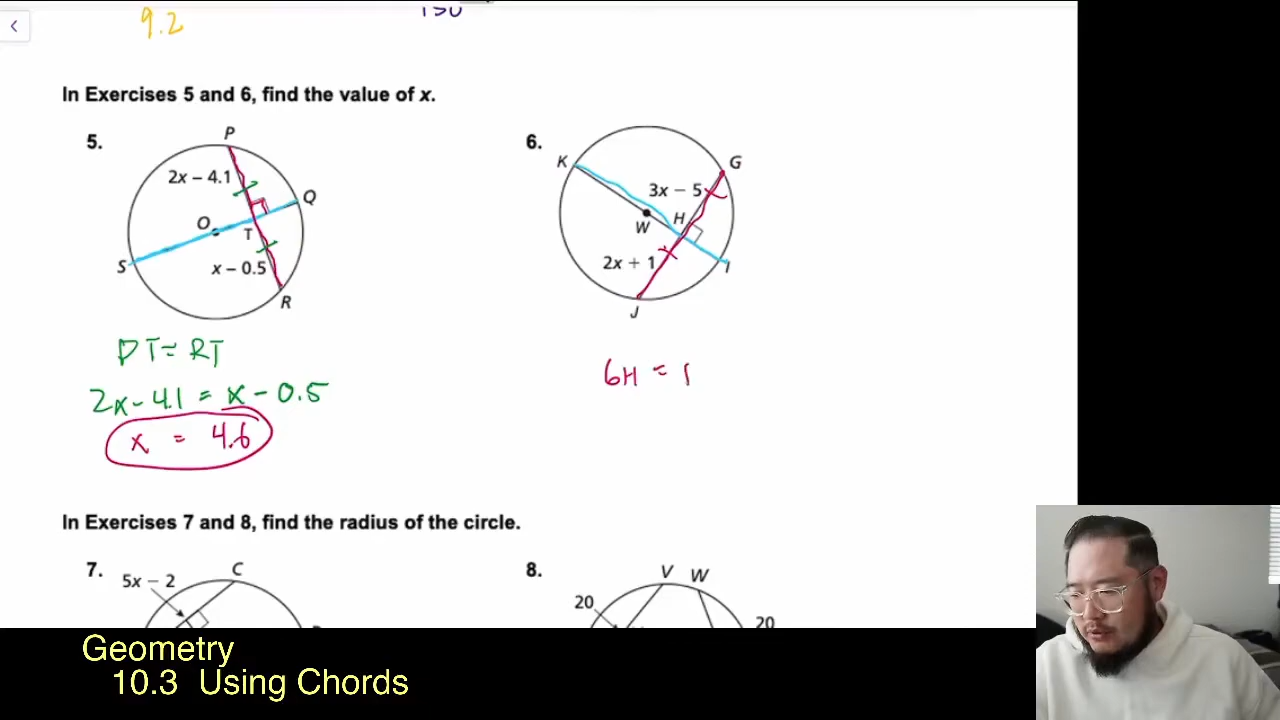 9.2
130
In Exercises 5 and 6, find the value of x.
5.
P
2x – 4.1
Q
O
T
S
x – 0.5
R
PT = RT
2x – 4.1 = x – 0.5
x = 4.6
6.
K
G
3x – 5
H
W
2x + 1
I
J
GH =
In Exercises 7 and 8, find the radius of the circle.
7.
5x – 2
C
8.
V W
20
20
Geometry
10.3 Using Chords